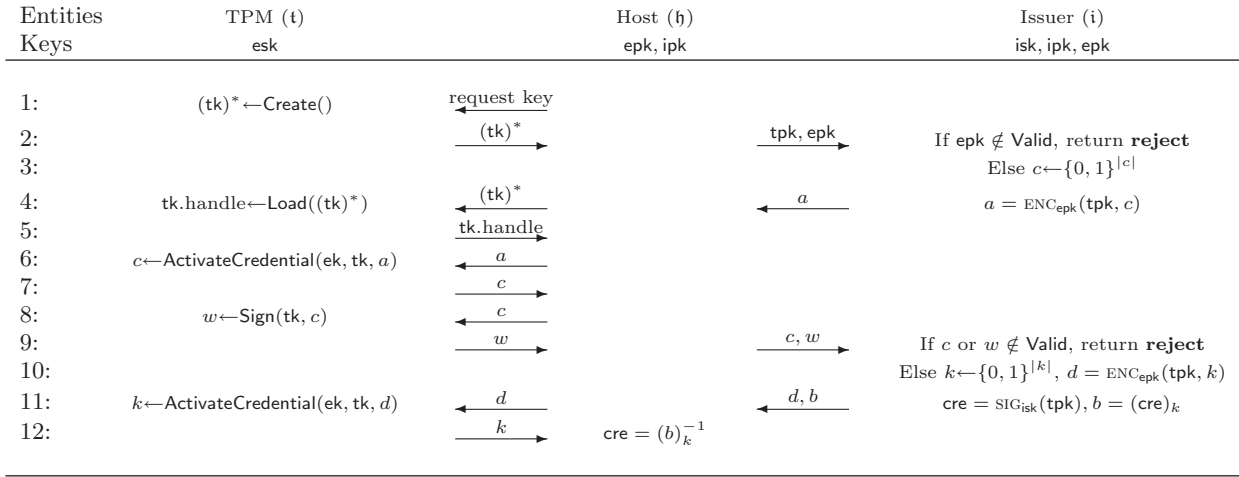 Entities TPM (𝔱) Host (𝔥) Issuer (𝔦)
Keys esk epk, ipk isk, ipk, epk
1: (tk)*←Create() request key
2: (tk)* tpk, epk If epk ∉ Valid, return reject
3: Else c←{0, 1}^|c|
4: tk.handle←Load((tk)*) (tk)* a a = ENC_epk(tpk, c)
5: tk.handle
6: c←ActivateCredential(ek, tk, a) a
7: c
8: w←Sign(tk, c) c
9: w c, w If c or w ∉ Valid, return reject
10: Else k←{0, 1}^|k|, d = ENC_epk(tpk, k)
11: k←ActivateCredential(ek, tk, d) d d, b cre = SIG_isk(tpk), b = (cre)_k
12: k cre = (b)_k^−1